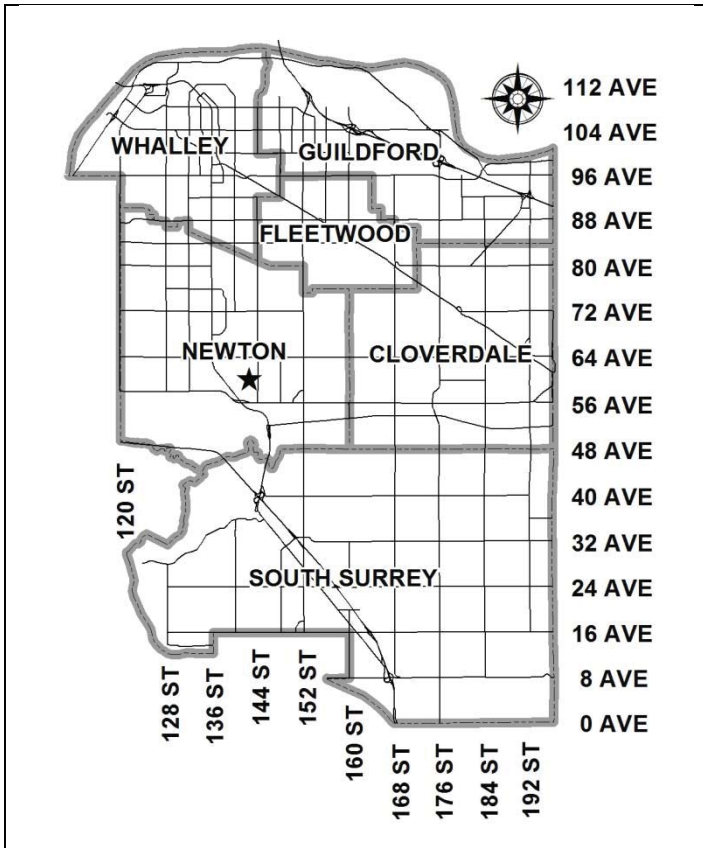 112 AVE
104 AVE
WHALLEY
GUILDFORD
96 AVE
88 AVE
FLEETWOOD
80 AVE
72 AVE
NEWTON
CLOVERDALE
64 AVE
56 AVE
48 AVE
120 ST
40 AVE
32 AVE
SOUTH SURREY
24 AVE
16 AVE
128 ST
136 ST
144 ST
152 ST
8 AVE
160 ST
0 AVE
168 ST
176 ST
184 ST
192 ST